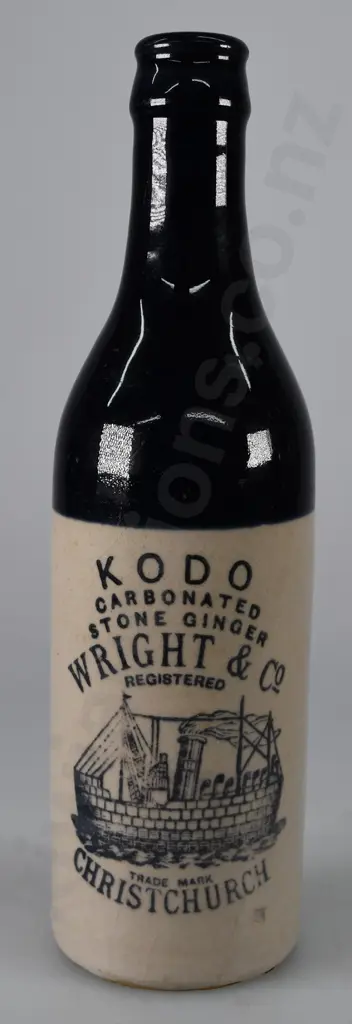 KODO
CARBONATED
STONE GINGER
WRIGHT & Co
REGISTERED
TRADE MARK
CHRISTCHURCH